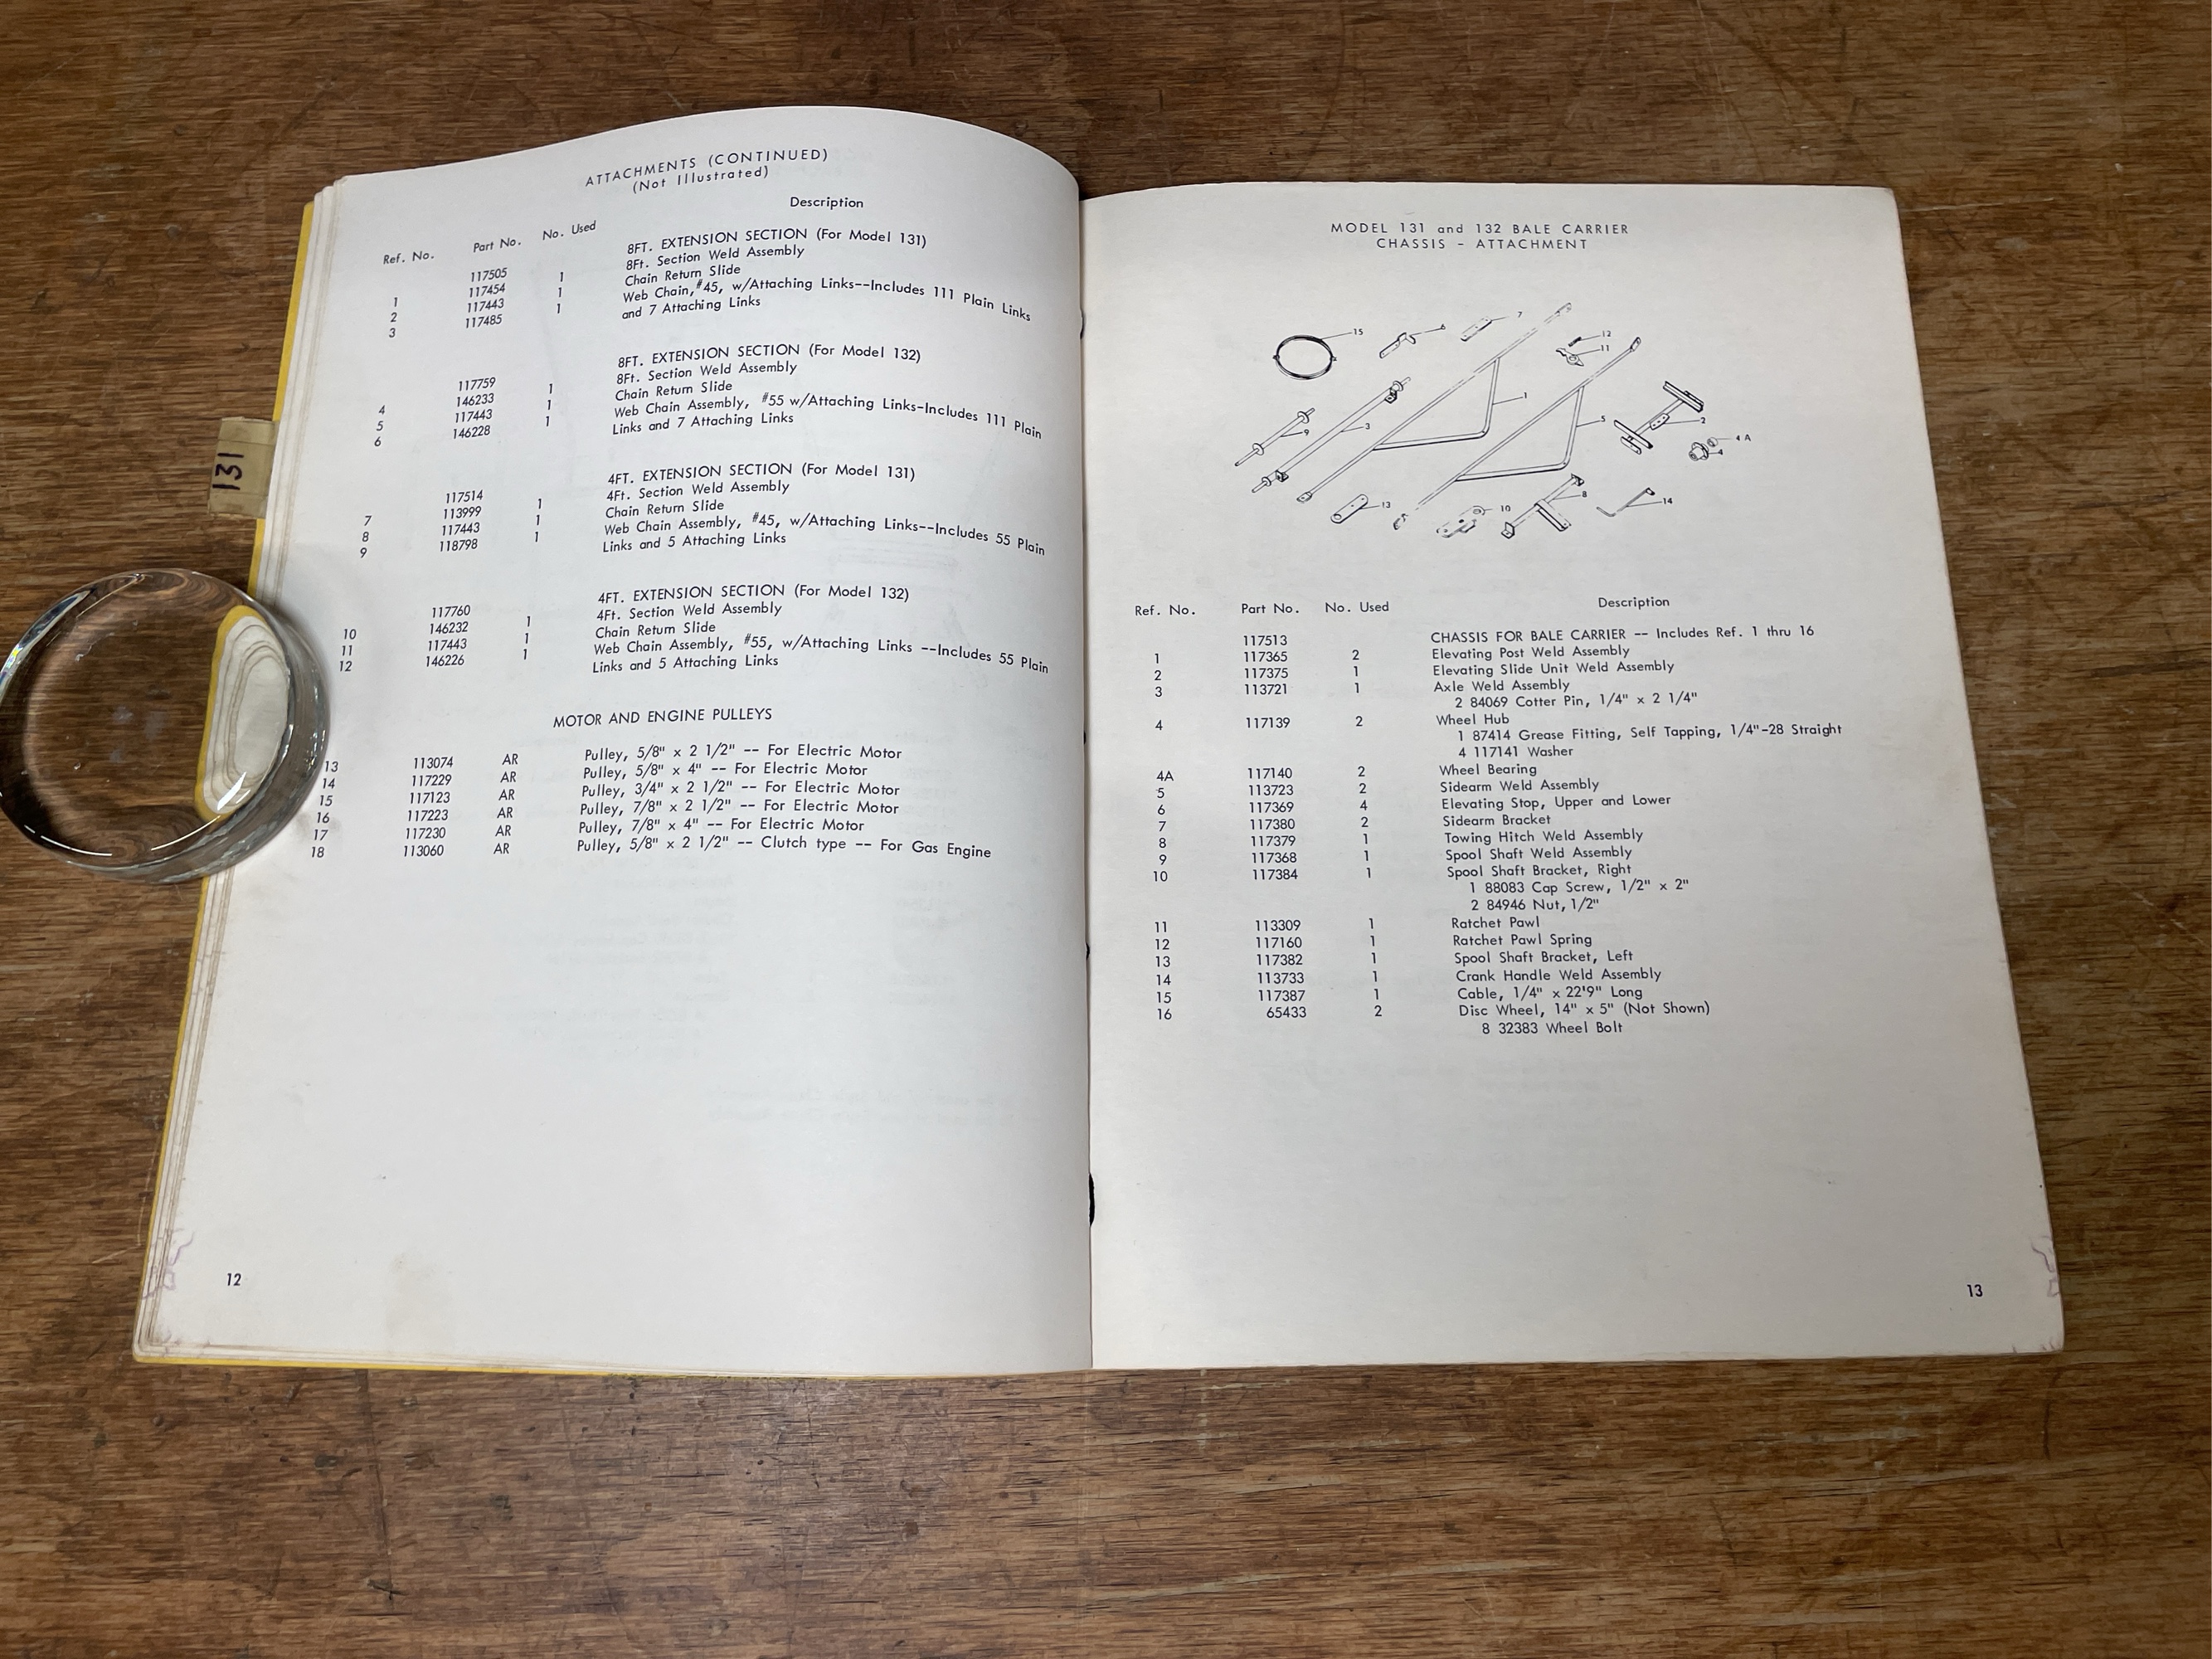 ATTACHMENTS (CONTINUED)
(Not Illustrated)
Ref. No. Part No. No. Used Description
117505 8FT. EXTENSION SECTION (For Model 131)
1 117454 1 8Ft. Section Weld Assembly
2 117443 1 Chain Return Slide
3 117485 1 Web Chain,#45, w/Attaching Links--Includes 111 Plain Links
and 7 Attaching Links
117759 8FT. EXTENSION SECTION (For Model 132)
4 146233 1 8Ft. Section Weld Assembly
5 117443 1 Chain Return Slide
6 146228 1 Web Chain Assembly, #55 w/Attaching Links-Includes 111 Plain
Links and 7 Attaching Links
117514 4FT. EXTENSION SECTION (For Model 131)
7 113999 1 4Ft. Section Weld Assembly
8 117443 1 Chain Return Slide
9 118798 1 Web Chain Assembly, #45, w/Attaching Links--Includes 55 Plain
Links and 5 Attaching Links
117760 4FT. EXTENSION SECTION (For Model 132)
10 146232 1 4Ft. Section Weld Assembly
11 117443 1 Chain Return Slide
12 146226 1 Web Chain Assembly, #55, w/Attaching Links --Includes 55 Plain
Links and 5 Attaching Links
MOTOR AND ENGINE PULLEYS
13 113074 AR Pulley, 5/8" x 2 1/2" -- For Electric Motor
14 117229 AR Pulley, 5/8" x 4" -- For Electric Motor
15 117123 AR Pulley, 3/4" x 2 1/2" -- For Electric Motor
16 117223 AR Pulley, 7/8" x 2 1/2" -- For Electric Motor
17 117230 AR Pulley, 7/8" x 4" -- For Electric Motor
18 113060 AR Pulley, 5/8" x 2 1/2" -- Clutch type -- For Gas Engine
12
131
MODEL 131 and 132 BALE CARRIER
CHASSIS - ATTACHMENT
15
6
7
12
11
1
5
2
3
9
4 A
4
8
13
10
14
Ref. No. Part No. No. Used Description
117513 CHASSIS FOR BALE CARRIER -- Includes Ref. 1 thru 16
1 117365 2 Elevating Post Weld Assembly
2 117375 1 Elevating Slide Unit Weld Assembly
3 113721 1 Axle Weld Assembly
2 84069 Cotter Pin, 1/4" x 2 1/4"
4 117139 2 Wheel Hub
1 87414 Grease Fitting, Self Tapping, 1/4"-28 Straight
4 117141 Washer
4A 117140 2 Wheel Bearing
5 113723 2 Sidearm Weld Assembly
6 117369 4 Elevating Stop, Upper and Lower
7 117380 2 Sidearm Bracket
8 117379 1 Towing Hitch Weld Assembly
9 117368 1 Spool Shaft Weld Assembly
10 117384 1 Spool Shaft Bracket, Right
1 88083 Cap Screw, 1/2" x 2"
2 84946 Nut, 1/2"
11 113309 1 Ratchet Pawl
12 117160 1 Ratchet Pawl Spring
13 117382 1 Spool Shaft Bracket, Left
14 113733 1 Crank Handle Weld Assembly
15 117387 1 Cable, 1/4" x 22'9" Long
16 65433 2 Disc Wheel, 14" x 5" (Not Shown)
8 32383 Wheel Bolt
13